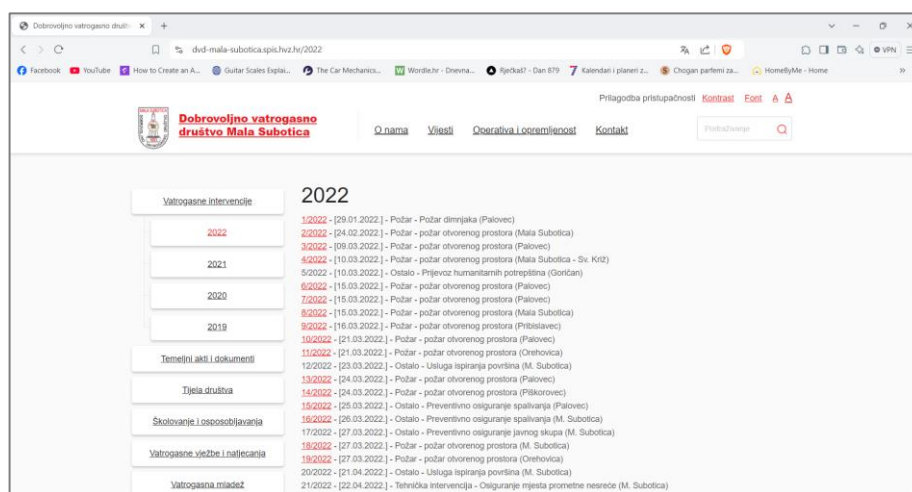 Dobrovoljno vatrogasno društv
dvd-mala-subotica.spis.hvz.hr/2022
VPN
Facebook YouTube How to Create an A... Guitar Scales Explai... The Car Mechanics... Wordle.hr - Dnevna... Riječkaš? - Dan 879 Kalendari i planeri z... Chogan parfemi za... HomeByMe - Home
Prilagodba pristupačnosti Kontrast Font A A
Dobrovoljno vatrogasno
društvo Mala Subotica
O nama Vijesti Operativa i opremljenost Kontakt
Pretraživanje
Vatrogasne intervencije
2022
2021
2020
2019
Temeljni akti i dokumenti
Tijela društva
Školovanje i osposobljavanja
Vatrogasne vježbe i natjecanja
Vatrogasna mladež
2022
1/2022 - [29.01.2022.] - Požar - Požar dimnjaka (Palovec)
2/2022 - [24.02.2022.] - Požar - požar otvorenog prostora (Mala Subotica)
3/2022 - [09.03.2022.] - Požar - požar otvorenog prostora (Palovec)
4/2022 - [10.03.2022.] - Požar - požar otvorenog prostora (Mala Subotica - Sv. Križ)
5/2022 - [10.03.2022.] - Ostalo - Prijevoz humanitarnih potrepština (Goričan)
6/2022 - [15.03.2022.] - Požar - požar otvorenog prostora (Palovec)
7/2022 - [15.03.2022.] - Požar - požar otvorenog prostora (Palovec)
8/2022 - [15.03.2022.] - Požar - požar otvorenog prostora (Mala Subotica)
9/2022 - [16.03.2022.] - Požar - požar otvorenog prostora (Pribislavec)
10/2022 - [21.03.2022.] - Požar - požar otvorenog prostora (Palovec)
11/2022 - [21.03.2022.] - Požar - požar otvorenog prostora (Orehovica)
12/2022 - [23.03.2022.] - Ostalo - Usluga ispiranja površina (M. Subotica)
13/2022 - [24.03.2022.] - Požar - požar otvorenog prostora (Palovec)
14/2022 - [24.03.2022.] - Požar - požar otvorenog prostora (Piškorovec)
15/2022 - [25.03.2022.] - Ostalo - Preventivno osiguranje spaljivanja (Palovec)
16/2022 - [26.03.2022.] - Ostalo - Preventivno osiguranje spaljivanja (M. Subotica)
17/2022 - [27.03.2022.] - Ostalo - Preventivno osiguranje javnog skupa (M. Subotica)
18/2022 - [27.03.2022.] - Požar - požar otvorenog prostora (M. Subotica)
19/2022 - [27.03.2022.] - Požar - požar otvorenog prostora (Orehovica)
20/2022 - [21.04.2022.] - Ostalo - Usluga ispiranja površina (M. Subotica)
21/2022 - [22.04.2022.] - Tehnička intervencija - Osiguranje mjesta prometne nesreće (M. Subotica)